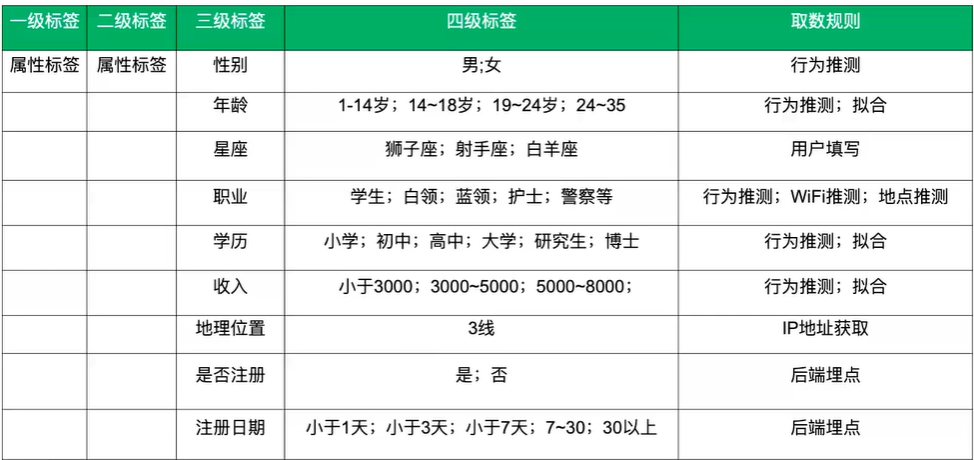 一级标签 二级标签 三级标签 四级标签 取数规则
属性标签 属性标签 性别 男;女 行为推测
年龄 1-14岁；14~18岁；19~24岁；24~35 行为推测；拟合
星座 狮子座；射手座；白羊座 用户填写
职业 学生；白领；蓝领；护士；警察等 行为推测；WiFi推测；地点推测
学历 小学；初中；高中；大学；研究生；博士 行为推测；拟合
收入 小于3000；3000~5000；5000~8000； 行为推测；拟合
地理位置 3线 IP地址获取
是否注册 是；否 后端埋点
注册日期 小于1天；小于3天；小于7天；7~30；30以上 后端埋点